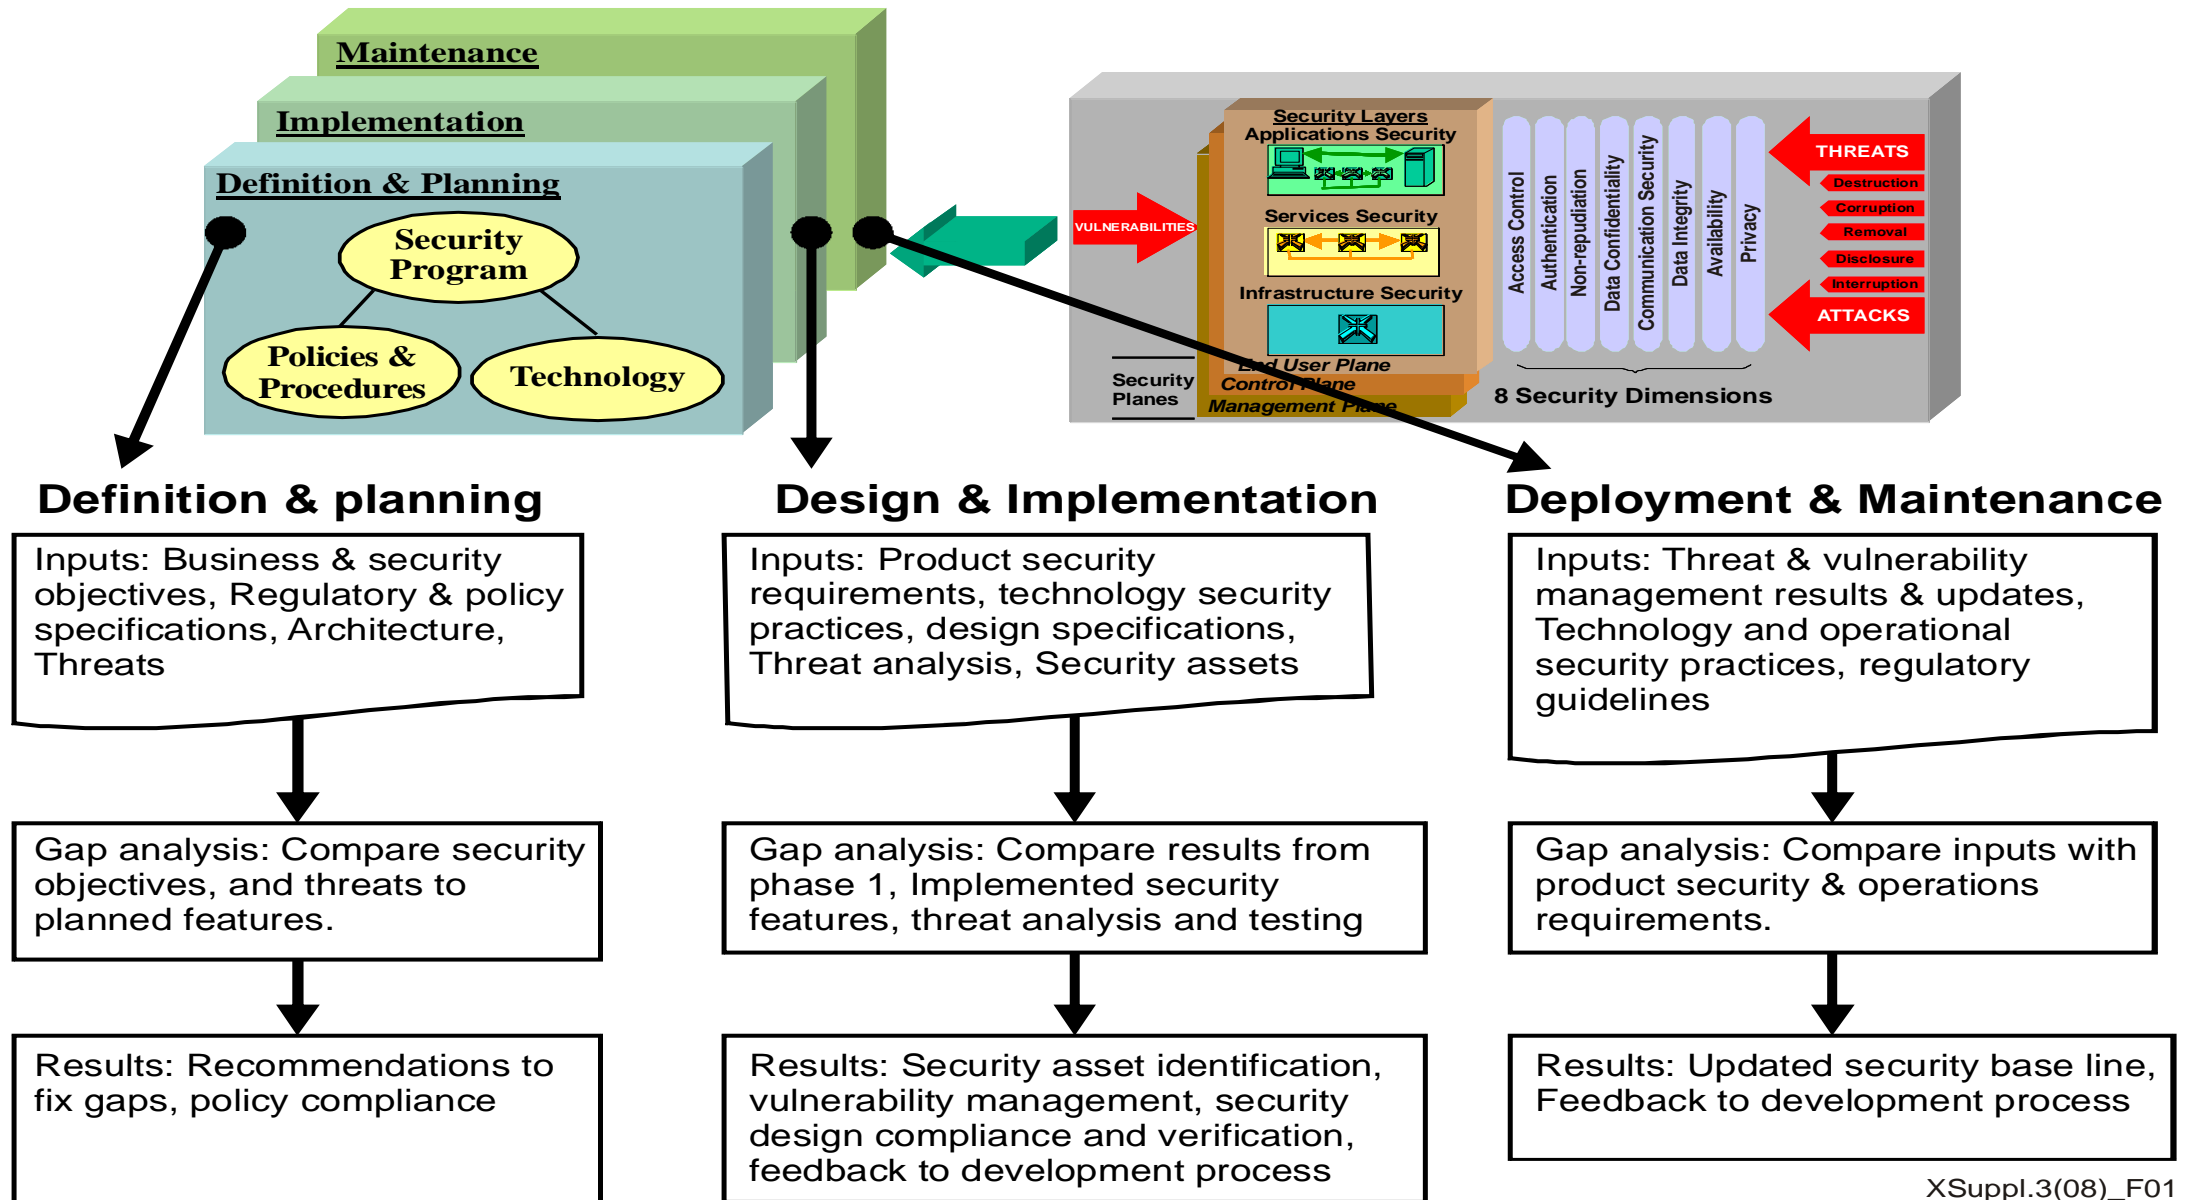 Maintenance
Implementation
Definition & Planning
Security
Program
Policies &
Procedures
Technology
VULNERABILITIES
Security Layers
Applications Security
Services Security
Infrastructure Security
End User Plane
Control Plane
Management Plane
Security
Planes
Access Control
Authentication
Non-repudiation
Data Confidentiality
Communication Security
Data Integrity
Availability
Privacy
8 Security Dimensions
THREATS
Destruction
Corruption
Removal
Disclosure
Interruption
ATTACKS
Definition & planning
Inputs: Business & security
objectives, Regulatory & policy
specifications, Architecture,
Threats
Gap analysis: Compare security
objectives, and threats to
planned features.
Results: Recommendations to
fix gaps, policy compliance
Design & Implementation
Inputs: Product security
requirements, technology security
practices, design specifications,
Threat analysis, Security assets
Gap analysis: Compare results from
phase 1, Implemented security
features, threat analysis and testing
Results: Security asset identification,
vulnerability management, security
design compliance and verification,
feedback to development process
Deployment & Maintenance
Inputs: Threat & vulnerability
management results & updates,
Technology and operational
security practices, regulatory
guidelines
Gap analysis: Compare inputs with
product security & operations
requirements.
Results: Updated security base line,
Feedback to development process
XSuppl.3(08)_F01